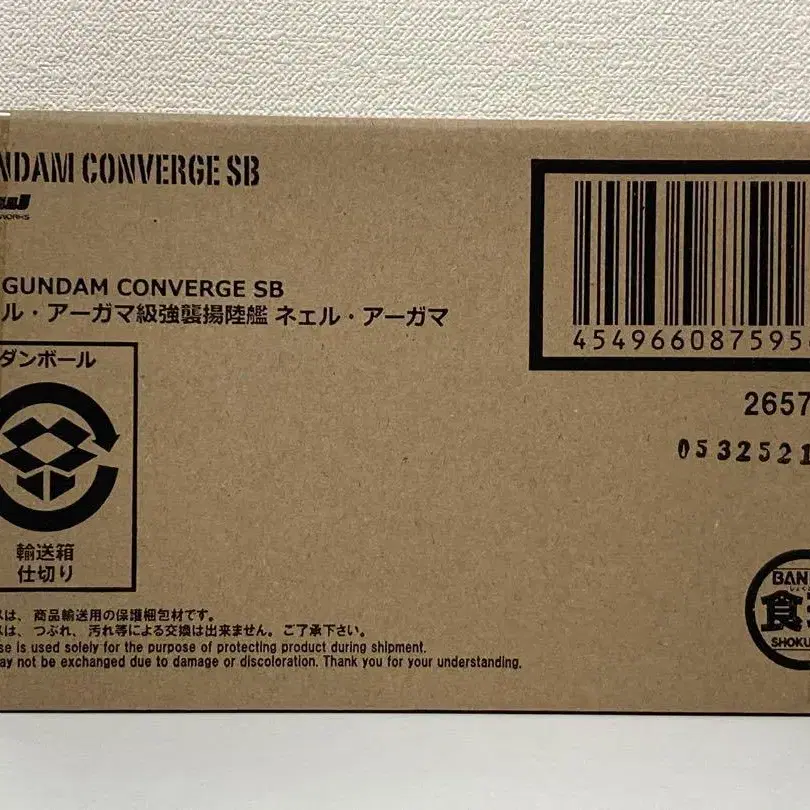 NDAM CONVERGE SB
WORKS
GUNDAM CONVERGE SB
ル・アーガマ級強襲揚陸艦 ネェル・アーガマ
ダンボール
輸送箱
仕切り
スは、商品輸送用の保護梱包材です。
スは、つぶれ、汚れ等による交換は出来ません。ご了承下さい。
se is used solely for the purpose of protecting product during shipment.
ay not be exchanged due to damage or discoloration. Thank you for your understanding.
454966087595
2657
0532521
BAN
食
SHOKU